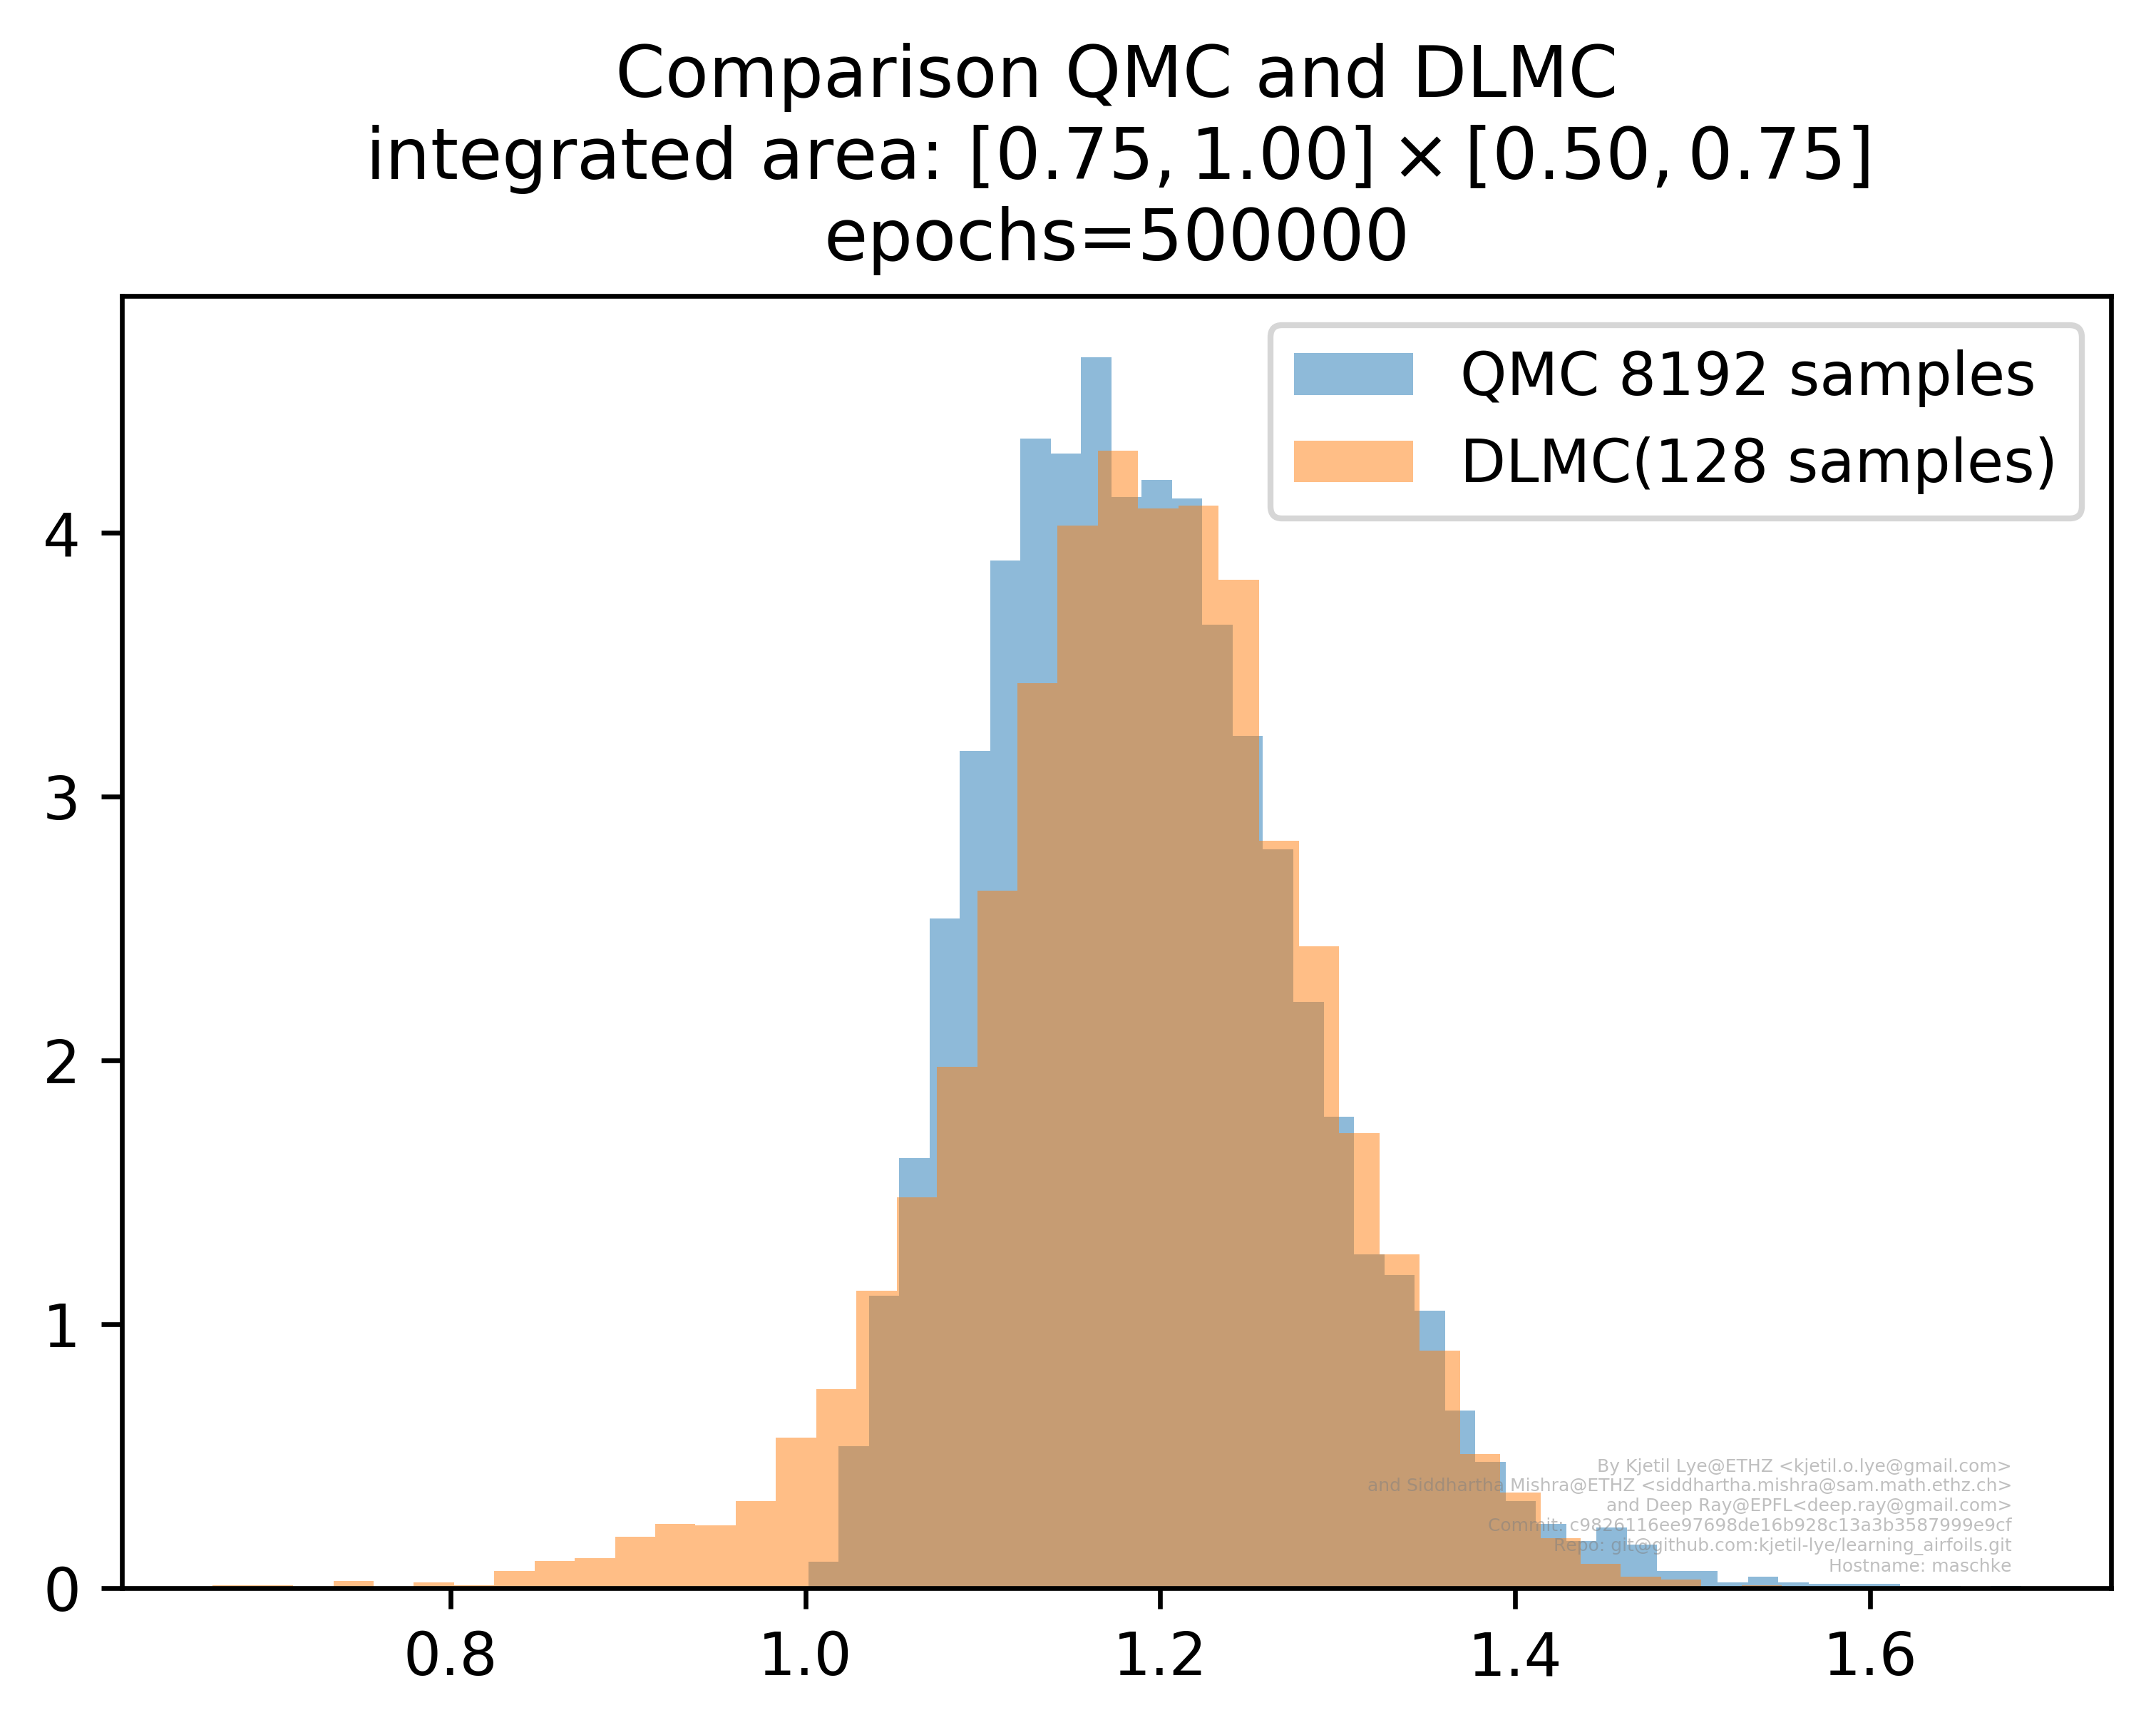 Comparison QMC and DLMC
integrated area: [0.75, 1.00] × [0.50, 0.75]
epochs=500000
QMC 8192 samples
DLMC(128 samples)
4
3
2
1
0
0.8 1.0 1.2 1.4 1.6
By Kjetil Lye@ETHZ <kjetil.o.lye@gmail.com>
and Siddhartha Mishra@ETHZ <siddhartha.mishra@sam.math.ethz.ch>
and Deep Ray@EPFL<deep.ray@gmail.com>
Commit: c9826116ee97698de16b928c13a3b3587999e9cf
Repo: git@github.com:kjetil-lye/learning_airfoils.git
Hostname: maschke